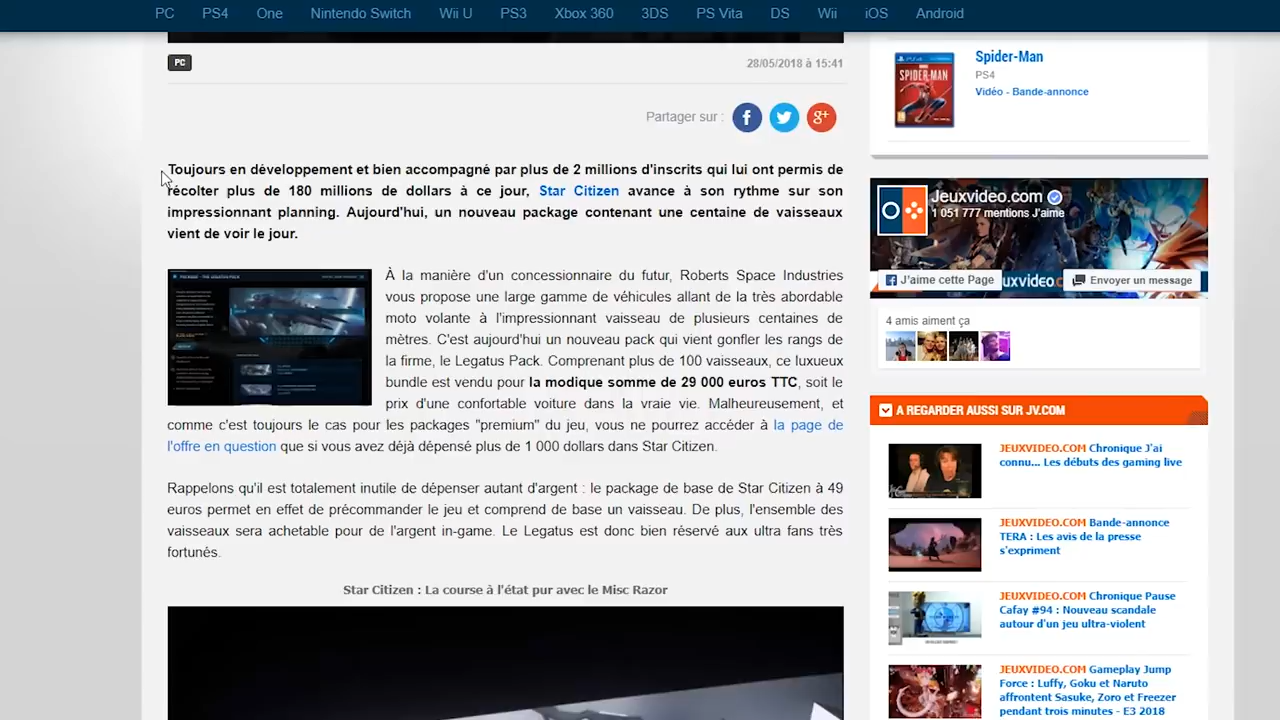 PC PS4 One Nintendo Switch Wii U PS3 Xbox 360 3DS PS Vita DS Wii iOS Android
PC
28/05/2018 à 15:41
Partager sur :
Toujours en développement et bien accompagné par plus de 2 millions d'inscrits qui lui ont permis de
récolter plus de 180 millions de dollars à ce jour, Star Citizen avance à son rythme sur son
impressionnant planning. Aujourd'hui, un nouveau package contenant une centaine de vaisseaux
vient de voir le jour.
À la manière d'un concessionnaire du futur, Roberts Space Industries
vous propose une large gamme de véhicules allant de la très abordable
moto volante à l'impressionnant vaisseau de plusieurs centaines de
mètres. C'est aujourd'hui un nouveau pack qui vient gonfler les rangs de
la firme, le Legatus Pack. Comprenant plus de 100 vaisseaux, ce luxueux
bundle est vendu pour la modique somme de 29 000 euros TTC, soit le
prix d'une confortable voiture dans la vraie vie. Malheureusement, et
comme c'est toujours le cas pour les packages "premium" du jeu, vous ne pourrez accéder à la page de
l'offre en question que si vous avez déjà dépensé plus de 1 000 dollars dans Star Citizen.
Rappelons qu'il est totalement inutile de dépenser autant d'argent : le package de base de Star Citizen à 49
euros permet en effet de précommander le jeu et comprend de base un vaisseau. De plus, l'ensemble des
vaisseaux sera achetable pour de l'argent in-game. Le Legatus est donc bien réservé aux ultra fans très
fortunés.
Star Citizen : La course à l'état pur avec le Misc Razor
Spider-Man
PS4
Vidéo - Bande-annonce
SPIDER-MAN
Jeuxvideo.com
1 051 777 mentions J'aime
J'aime cette Page
Envoyer un message
4 amis aiment ça
A REGARDER AUSSI SUR JV.COM
JEUXVIDEO.COM Chronique J'ai
connu... Les débuts des gaming live
JEUXVIDEO.COM Bande-annonce
TERA : Les avis de la presse
s'expriment
JEUXVIDEO.COM Chronique Pause
Cafay #94 : Nouveau scandale
autour d'un jeu ultra-violent
JEUXVIDEO.COM Gameplay Jump
Force : Luffy, Goku et Naruto
affrontent Sasuke, Zoro et Freezer
pendant trois minutes - E3 2018